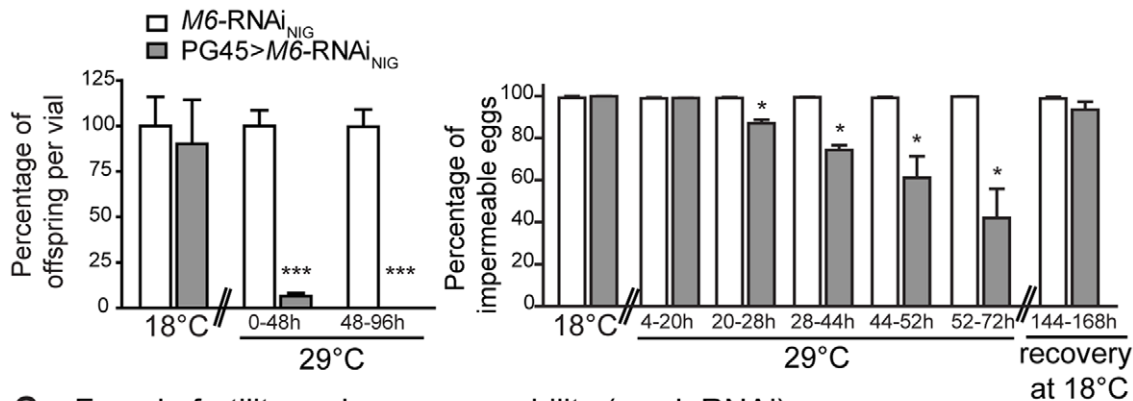 M6-RNAiNIG
PG45>M6-RNAiNIG
Percentage of
offspring per vial
125
100
75
50
25
0
***
***
18°C
0-48h
48-96h
29°C
Percentage of
impermeable eggs
100
80
60
40
20
0
*
*
*
*
18°C
4-20h
20-28h
28-44h
44-52h
52-72h
144-168h
29°C
recovery
at 18°C